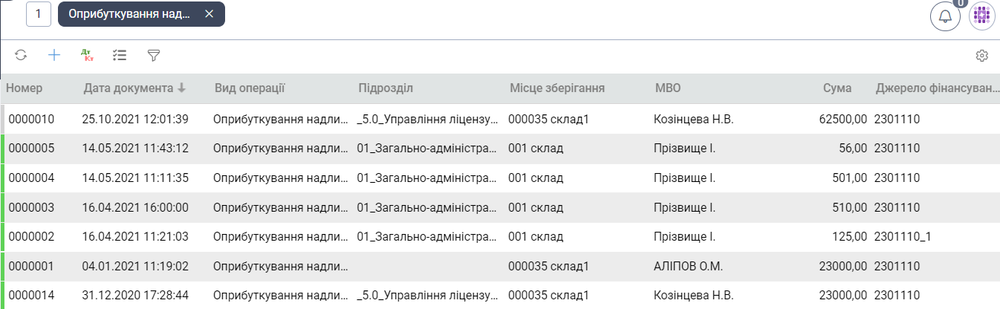 1 Оприбуткування над... 0
Дт
Кт
Номер Дата документа Вид операції Підрозділ Місце зберігання МВО Сума Джерело фінансуван...
0000010 25.10.2021 12:01:39 Оприбуткування надли... _5.0_Управління ліцензу... 000035 склад1 Козінцева Н.В. 62500,00 2301110
0000005 14.05.2021 11:43:12 Оприбуткування надли... 01_Загально-адміністра... 001 склад Прізвище І. 56,00 2301110
0000004 14.05.2021 11:11:35 Оприбуткування надли... 01_Загально-адміністра... 001 склад Прізвище І. 501,00 2301110
0000003 16.04.2021 16:00:00 Оприбуткування надли... 01_Загально-адміністра... 001 склад Прізвище І. 510,00 2301110
0000002 16.04.2021 11:21:03 Оприбуткування надли... 01_Загально-адміністра... 001 склад Прізвище І. 125,00 2301110_1
0000001 04.01.2021 11:19:02 Оприбуткування надли... 000035 склад1 АЛІПОВ О.М. 23000,00 2301110
0000014 31.12.2020 17:28:44 Оприбуткування надли... _5.0_Управління ліцензу... 000035 склад1 Козінцева Н.В. 23000,00 2301110